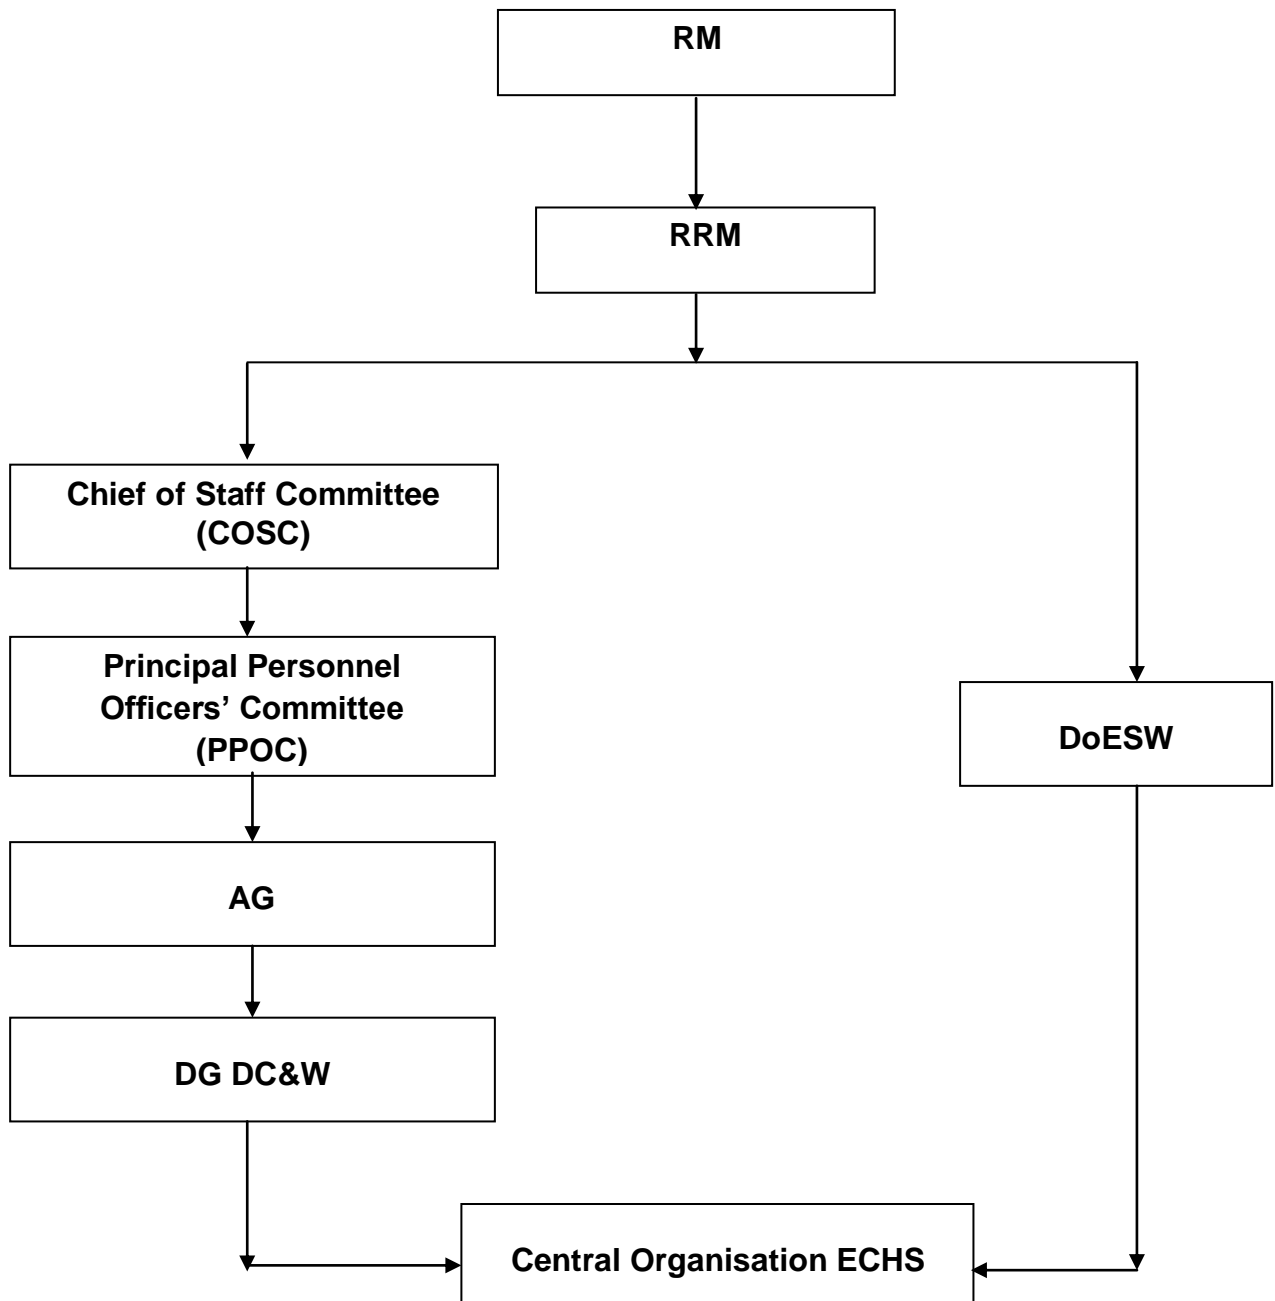 RM
RRM
Chief of Staff Committee
(COSC)
Principal Personnel
Officers’ Committee
(PPOC)
DoESW
AG
DG DC&W
Central Organisation ECHS